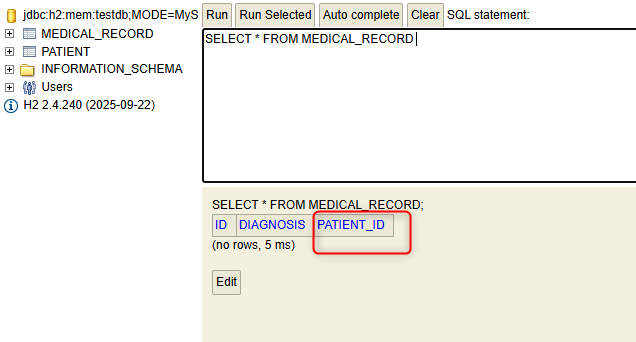 jdbc:h2:mem:testdb;MODE=MyS
MEDICAL_RECORD
PATIENT
INFORMATION_SCHEMA
Users
H2 2.4.240 (2025-09-22)
Run Run Selected Auto complete Clear SQL statement:
SELECT * FROM MEDICAL_RECORD
SELECT * FROM MEDICAL_RECORD;
ID DIAGNOSIS PATIENT_ID
(no rows, 5 ms)
Edit